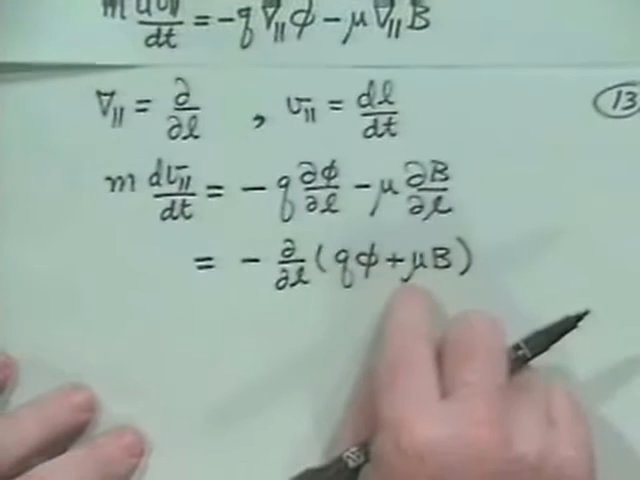 m dv∥/dt = -q ∇∥ φ - μ ∇∥ B
∇∥ = ∂/∂l , v∥ = dl/dt
13
m dv∥/dt = - q ∂φ/∂l - μ ∂B/∂l
= - ∂/∂l (qφ + μB)